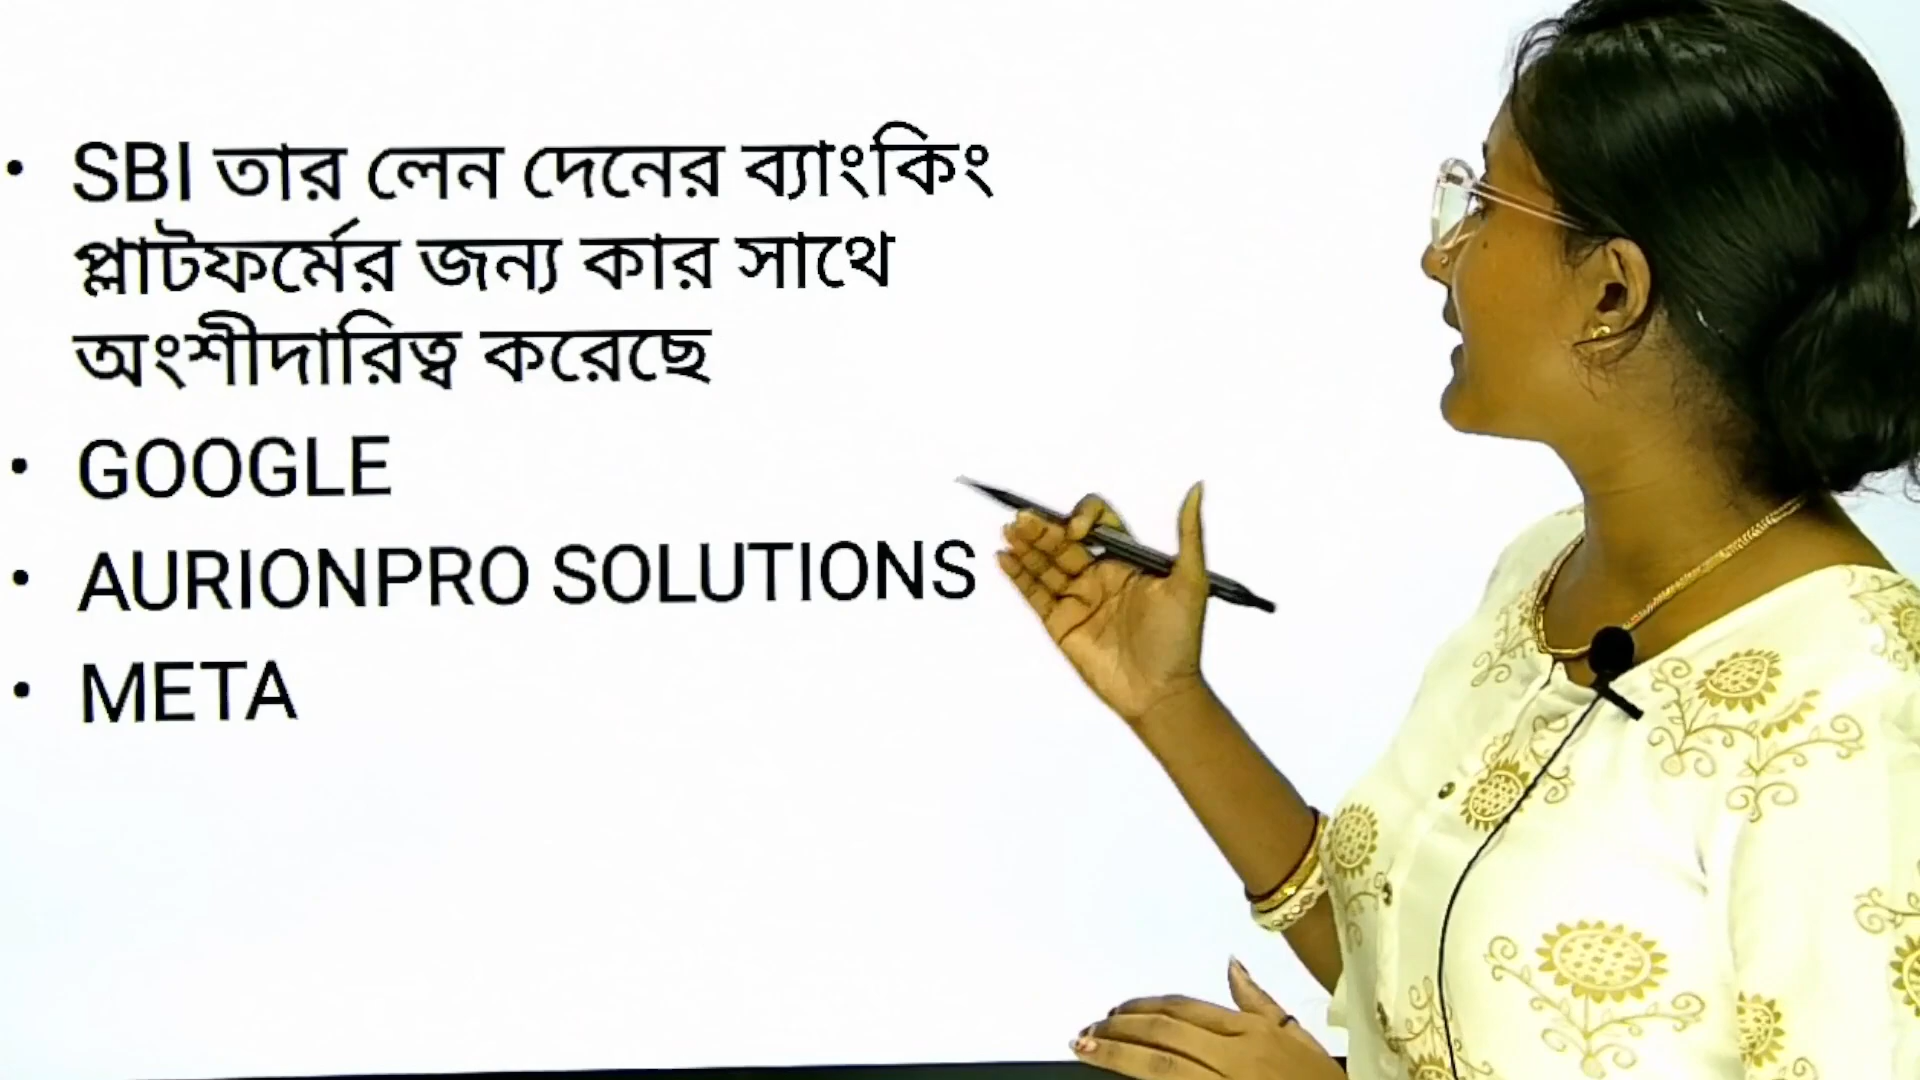 • SBI তার লেন দেনের ব্যাংকিং
প্লাটফর্মের জন্য কার সাথে
অংশীদারিত্ব করেছে
• GOOGLE
• AURIONPRO SOLUTIONS
• META